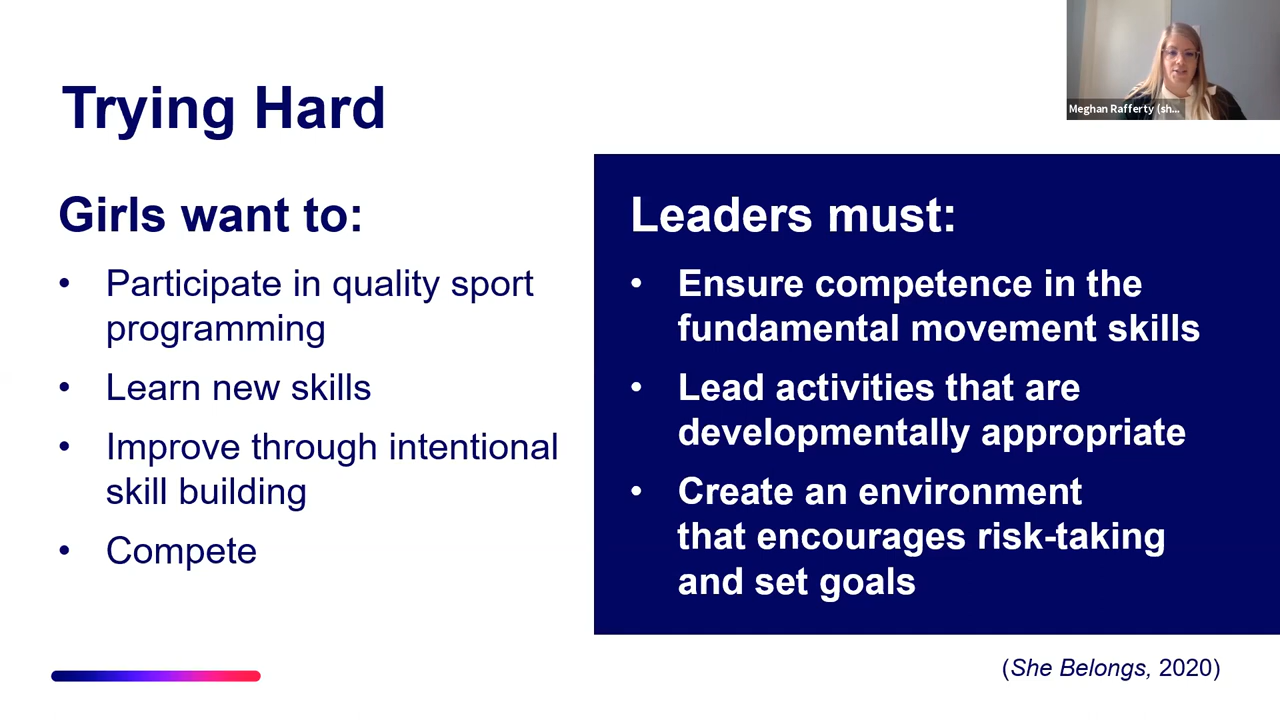 Meghan Rafferty (sh...
Trying Hard
Girls want to:
• Participate in quality sport
programming
• Learn new skills
• Improve through intentional
skill building
• Compete
Leaders must:
• Ensure competence in the
fundamental movement skills
• Lead activities that are
developmentally appropriate
• Create an environment
that encourages risk-taking
and set goals
(She Belongs, 2020)